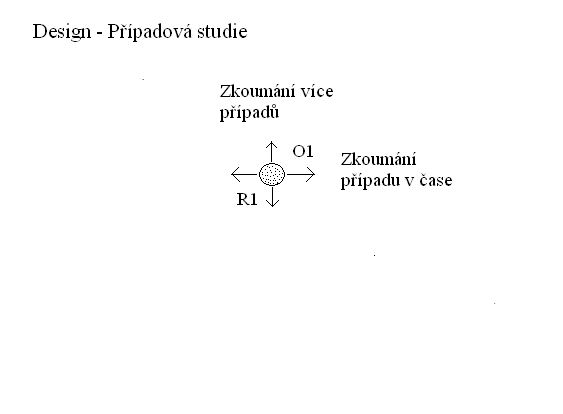 Design - Případová studie
Zkoumání více
případů
O1
Zkoumání
případu v čase
R1